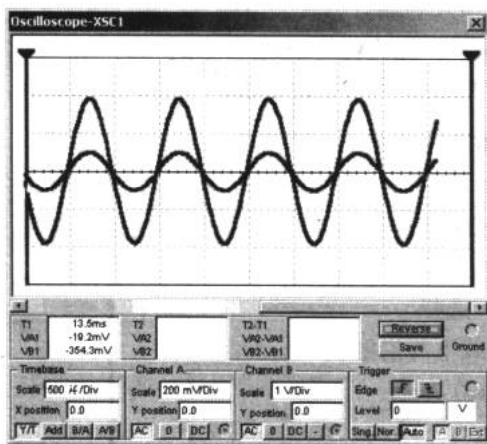 Oscilloscope-XSC1
T1 13.5ms
VA1 -19.2mV
VB1 -354.3mV
T2
VA2
VB2
T2-T1
VA2-VA1
VB2-VB1
Reverse
Save
Ground
Timebase
Scale 500 /Div
X position 0.0
Y/T Add B/A A/B
Channel A
Scale 200 mV/Div
Y position 0.0
AC 0 DC
Channel B
Scale 1 V/Div
Y position 0.0
AC 0 DC -
Trigger
Edge
Level 0 V
Sing. Nor. Auto A B Ext